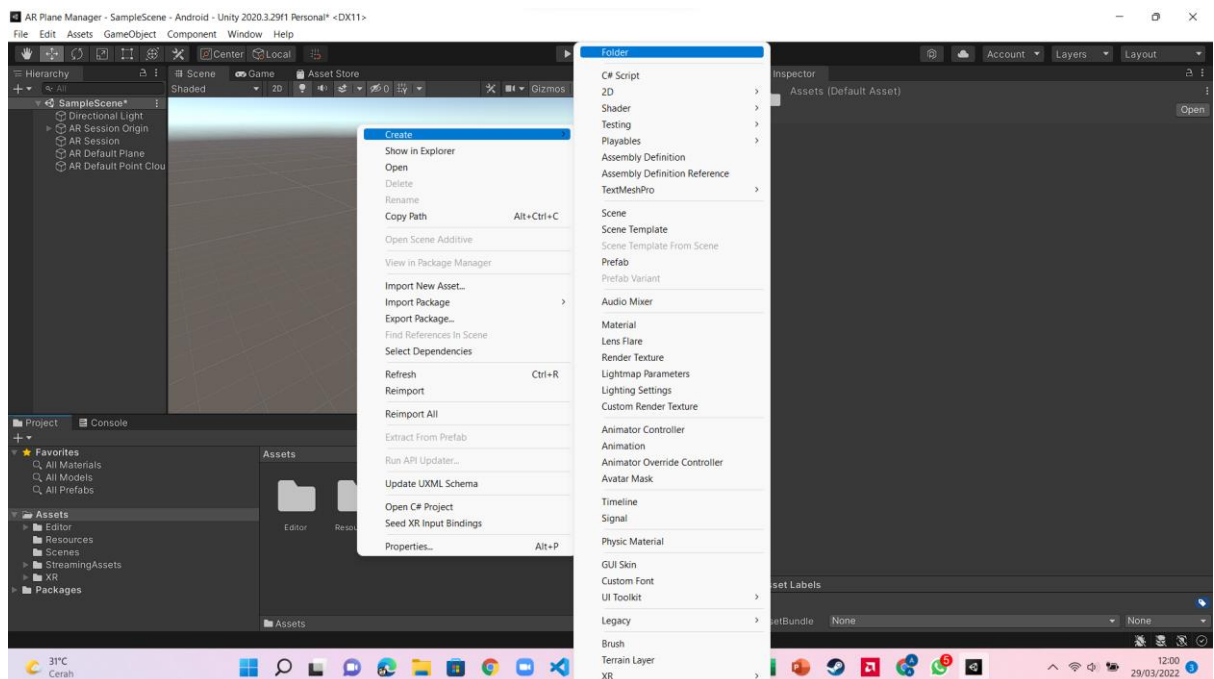 AR Plane Manager - SampleScene - Android - Unity 2020.3.29f1 Personal* <DX11>
File Edit Assets GameObject Component Window Help
Center Local
Account Layers Layout
Hierarchy
All
SampleScene*
Directional Light
AR Session Origin
AR Session
AR Default Plane
AR Default Point Clou
Scene Game Asset Store
Shaded 2D 0 Gizmos
Create
Show in Explorer
Open
Delete
Rename
Copy Path Alt+Ctrl+C
Open Scene Additive
View in Package Manager
Import New Asset...
Import Package
Export Package...
Find References In Scene
Select Dependencies
Refresh Ctrl+R
Reimport
Reimport All
Extract From Prefab
Run API Updater...
Update UXML Schema
Open C# Project
Seed XR Input Bindings
Properties... Alt+P
Folder
C# Script
2D
Shader
Testing
Playables
Assembly Definition
Assembly Definition Reference
TextMeshPro
Scene
Scene Template
Scene Template From Scene
Prefab
Prefab Variant
Audio Mixer
Material
Lens Flare
Render Texture
Lightmap Parameters
Lighting Settings
Custom Render Texture
Animator Controller
Animation
Animator Override Controller
Avatar Mask
Timeline
Signal
Physic Material
GUI Skin
Custom Font
UI Toolkit
Legacy
Brush
Terrain Layer
XR
Inspector
Assets (Default Asset)
Open
Project Console
Favorites
All Materials
All Models
All Prefabs
Assets
Editor
Resources
Scenes
StreamingAssets
XR
Packages
Assets
Editor Resou
Assets
sset Labels
setBundle None None
31°C
Cerah
12:00
29/03/2022
3